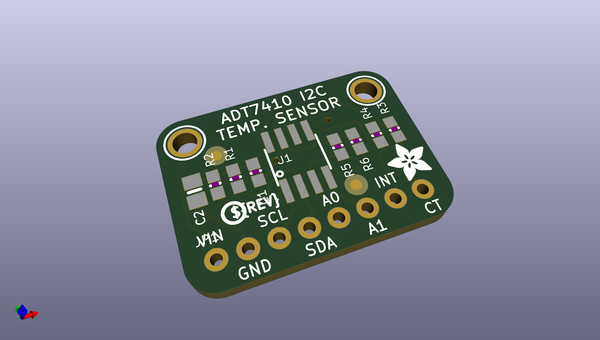 ADT7410 I2C
TEMP. SENSOR
R4
R3
R2
R1
J1
R5
R6
C2
${REV}
A0
INT
SCL
VIN
GND
SDA
A1
CT